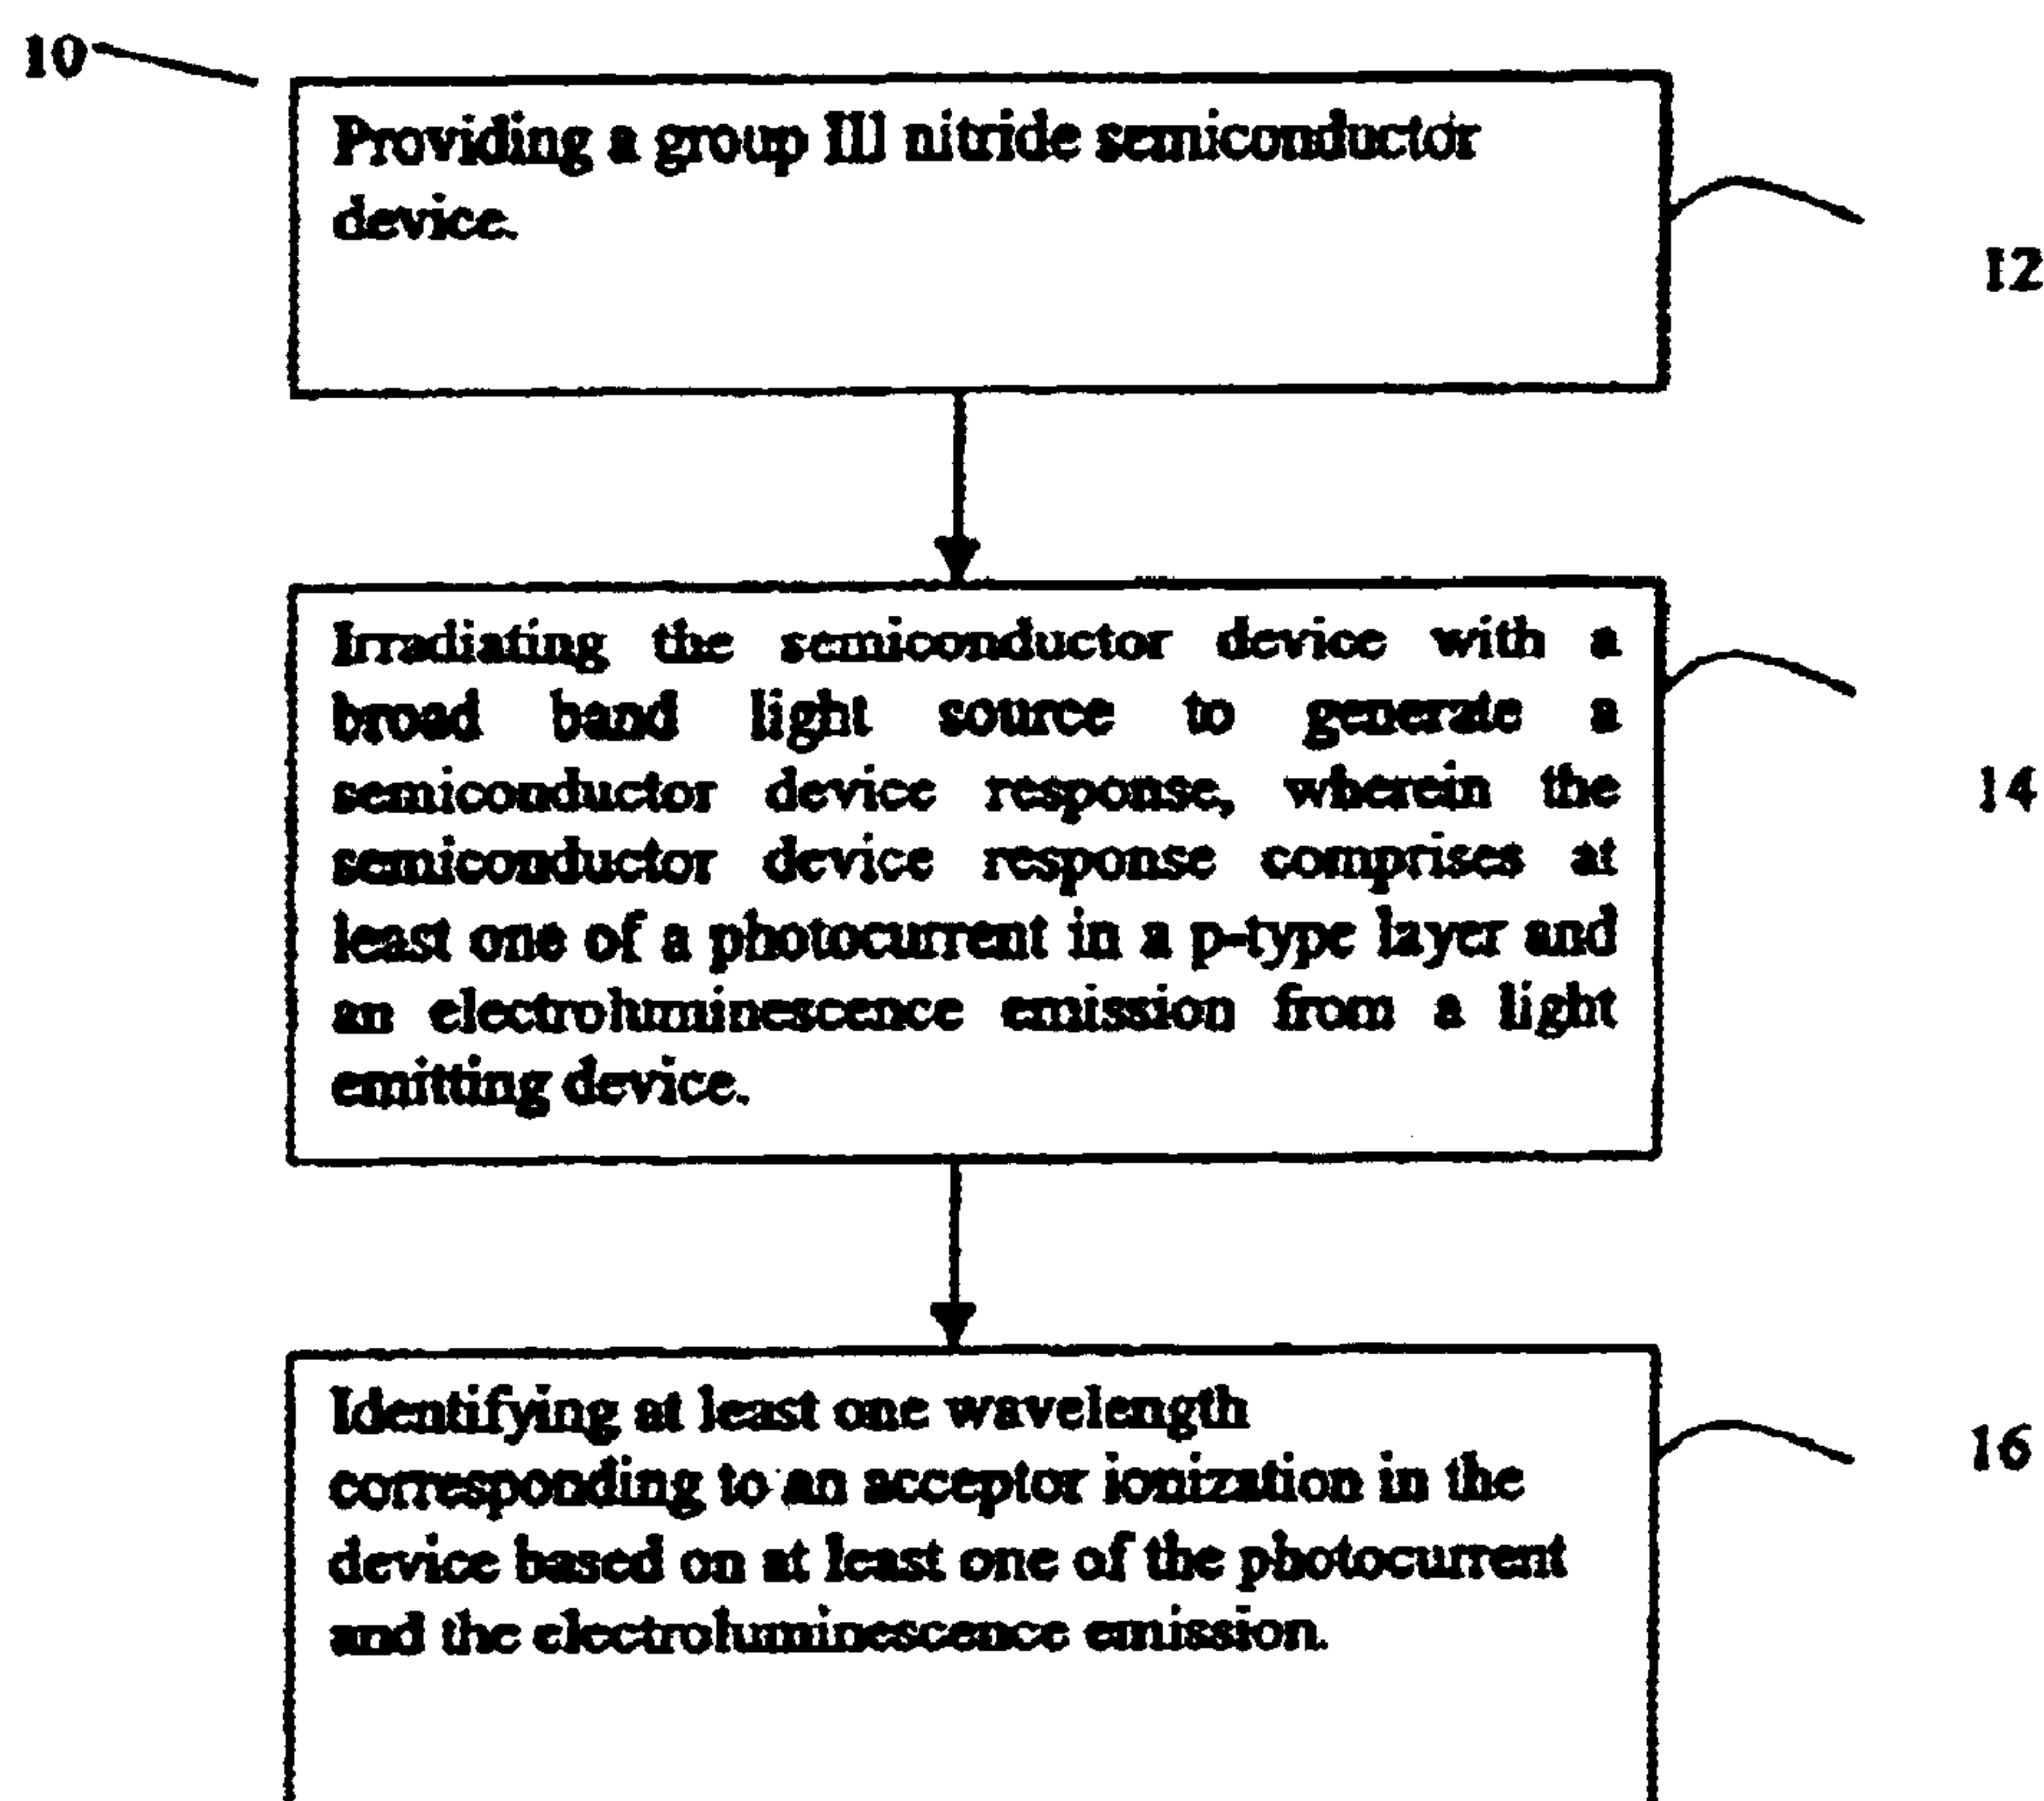 10
Providing a group III nitride semiconductor
device.
12
Irradiating the semiconductor device with a
broad band light source to generate a
semiconductor device response, wherein the
semiconductor device response comprises at
least one of a photocurrent in a p-type layer and
an electroluminescence emission from a light
emitting device.
14
Identifying at least one wavelength
corresponding to an acceptor ionization in the
device based on at least one of the photocurrent
and the electroluminescence emission.
16